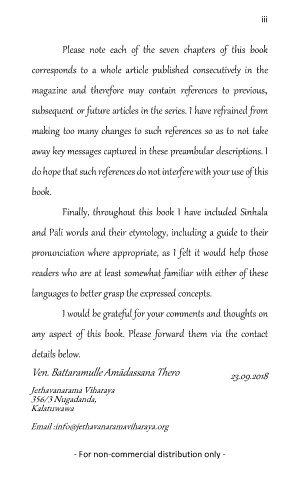 iii
Please note each of the seven chapters of this book
corresponds to a whole article published consecutively in the
magazine and therefore may contain references to previous,
subsequent or future articles in the series. I have refrained from
making too many changes to such references so as to not take
away key messages captured in these preambular descriptions. I
do hope that such references do not interfere with your use of this
book.
Finally, throughout this book I have included Sinhala
and Pāli words and their etymology, including a guide to their
pronunciation where appropriate, as I felt it would help those
readers who are at least somewhat familiar with either of these
languages to better grasp the expressed concepts.
I would be grateful for your comments and thoughts on
any aspect of this book. Please forward them via the contact
details below.
Ven. Battaramulle Amādassana Thero
23.09.2018
Jethavanarama Viharaya
356/3 Nugadanda,
Kalatuwawa
Email :info@jethavanaramaviharaya.org
- For non-commercial distribution only -